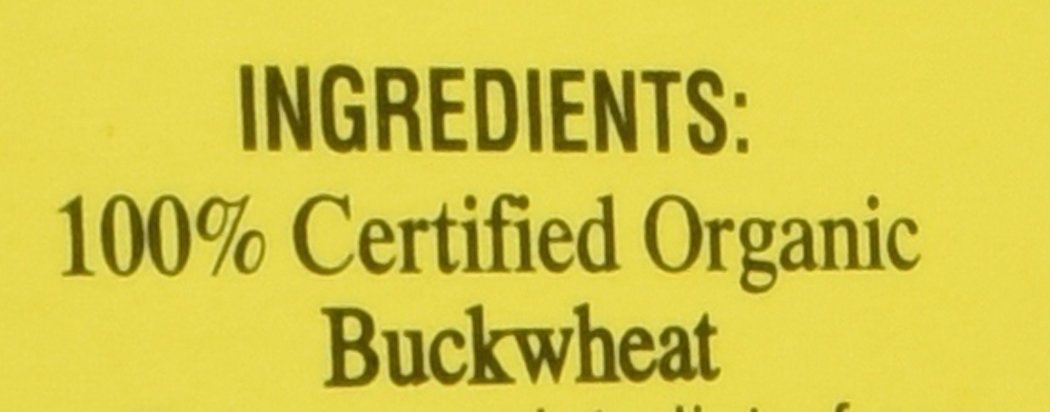 INGREDIENTS:
100% Certified Organic
Buckwheat